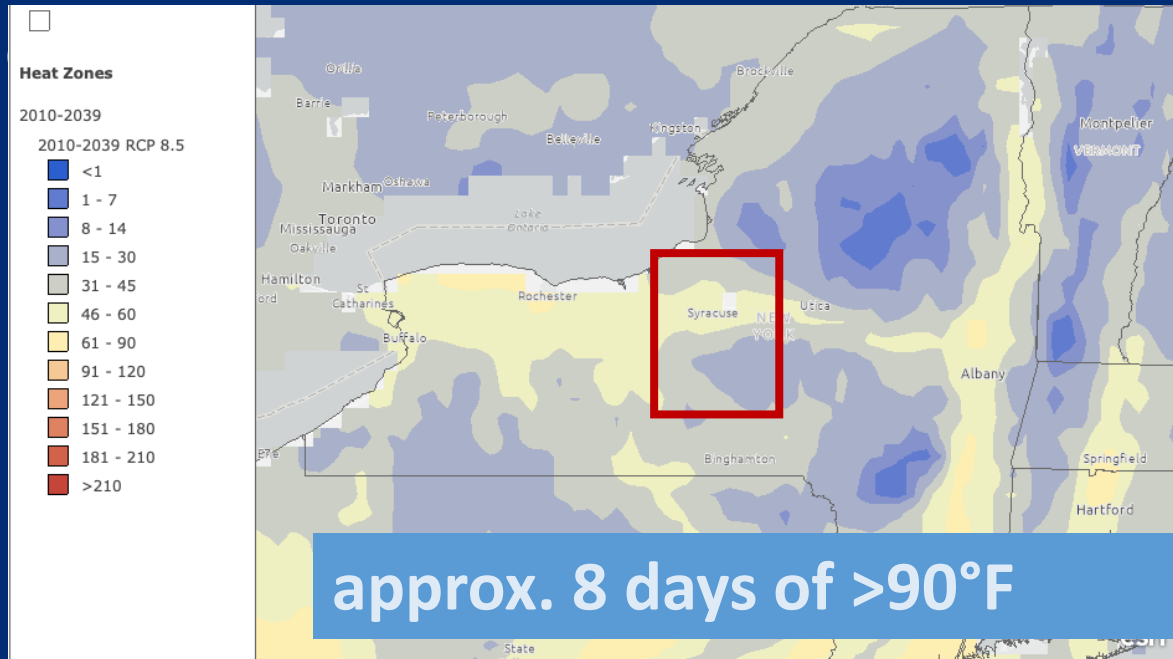 Heat Zones
2010-2039
2010-2039 RCP 8.5
<1
1 - 7
8 - 14
15 - 30
31 - 45
46 - 60
61 - 90
91 - 120
121 - 150
151 - 180
181 - 210
>210
Orillia
Barrie
Peterborough
Belleville
Kingston
Brockville
Montpelier
VERMONT
Markham
Oshawa
Toronto
Mississauga
Oakville
Lake
Ontario
Hamilton
St
Catharines
Rochester
Syracuse
NEW
YORK
Utica
Buffalo
Albany
Binghamton
Springfield
Hartford
approx. 8 days of >90°F
State